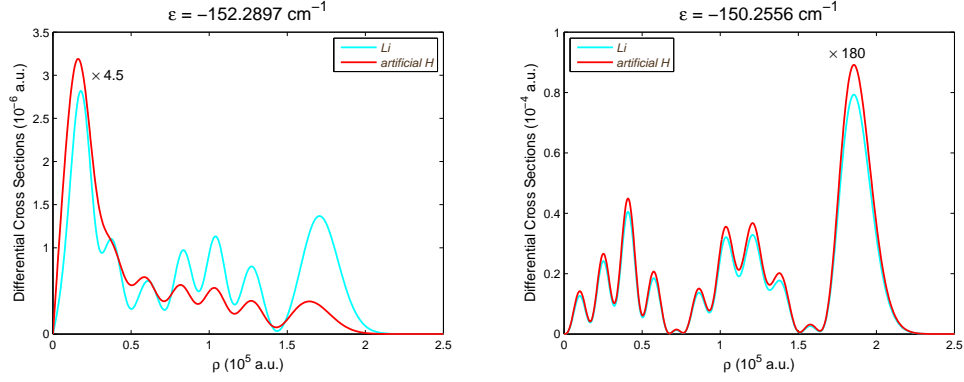 ε = −152.2897 cm⁻¹
Differential Cross Sections (10⁻⁶ a.u.)
3.5
3
2.5
2
1.5
1
0.5
0
Li
artificial H
× 4.5
0 0.5 1 1.5 2 2.5
ρ (10⁵ a.u.)
ε = −150.2556 cm⁻¹
Differential Cross Sections (10⁻⁴ a.u.)
1
0.8
0.6
0.4
0.2
0
Li
artificial H
× 180
0 0.5 1 1.5 2 2.5
ρ (10⁵ a.u.)